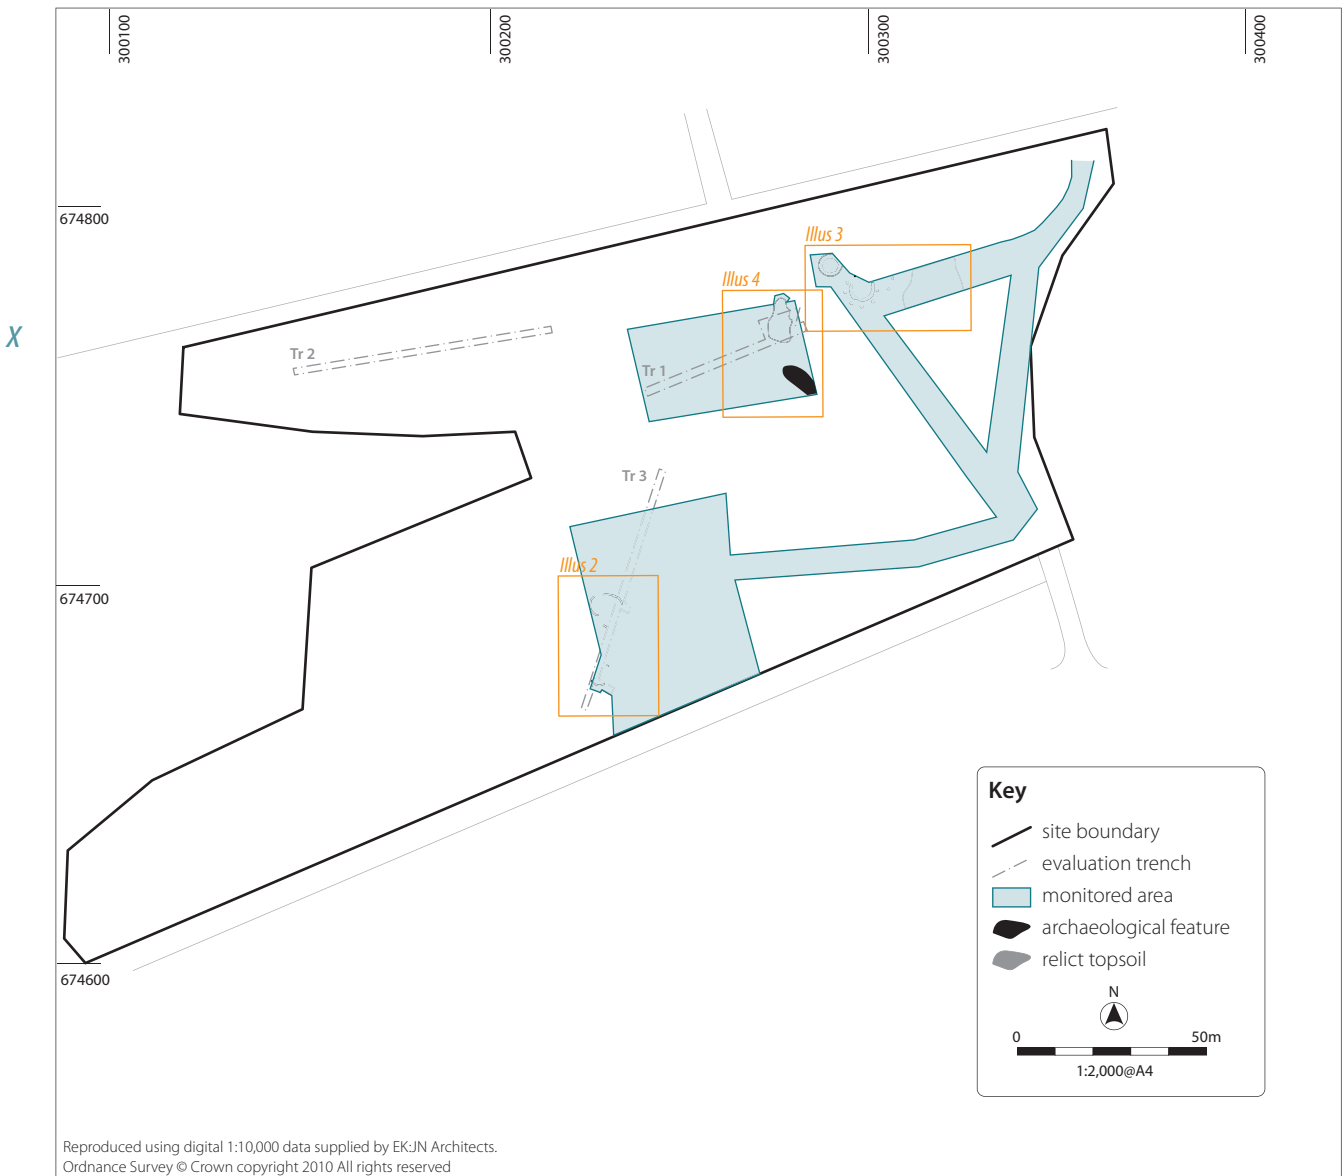 300100
300200
300300
300400
674800
X
Illus 3
Illus 4
Tr 2
Tr 1
Tr 3
Illus 2
674700
674600
Key
site boundary
evaluation trench
monitored area
archaeological feature
relict topsoil
N
0 50m
1:2,000@A4
Reproduced using digital 1:10,000 data supplied by EK:JN Architects.
Ordnance Survey © Crown copyright 2010 All rights reserved